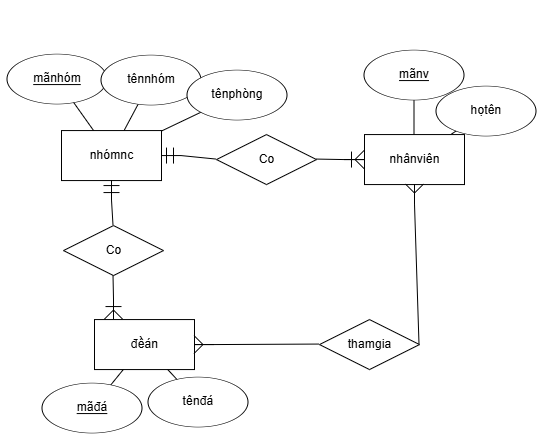 mãnhóm
tênnhóm
tênphòng
mãnv
họtên
nhómnc
Co
nhânviên
Co
đềán
thamgia
mãđá
tênđá